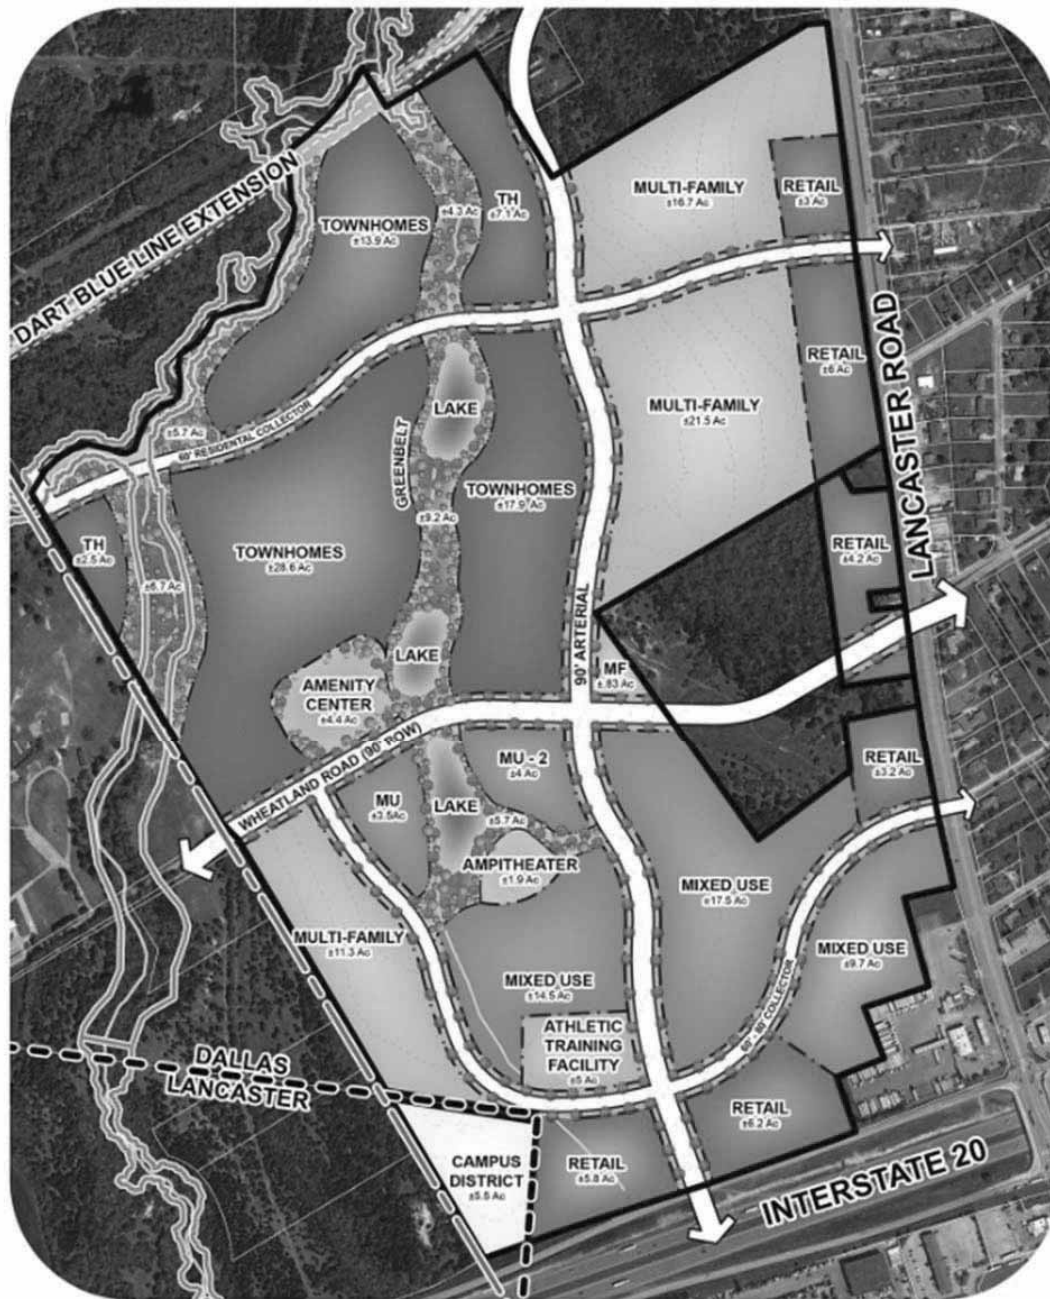 DART BLUE LINE EXTENSION
TOWNHOMES
±13.9 Ac
±4.3 Ac
TH
±7.1 Ac
MULTI-FAMILY
±16.7 Ac
RETAIL
±3 Ac
RETAIL
±6 Ac
LANCASTER ROAD
MULTI-FAMILY
±21.5 Ac
LAKE
GREENBELT
±5.7 Ac
60' RESIDENTAL COLLECTOR
TOWNHOMES
±17.9 Ac
±9.2 Ac
TH
±2.5 Ac
±6.7 Ac
TOWNHOMES
±28.6 Ac
RETAIL
±4.2 Ac
90' ARTERIAL
LAKE
MF
±.83 Ac
AMENITY
CENTER
±4.4 Ac
WHEATLAND ROAD (90' ROW)
MU - 2
±4 Ac
RETAIL
±3.2 Ac
MU
±3.5Ac
LAKE
±5.7 Ac
AMPITHEATER
±1.9 Ac
MIXED USE
±17.5 Ac
MULTI-FAMILY
±11.3 Ac
MIXED USE
±9.7 Ac
MIXED USE
±14.5 Ac
60' - 80' COLLECTOR
ATHLETIC
TRAINING
FACILITY
±5 Ac
DALLAS
LANCASTER
RETAIL
±6.2 Ac
CAMPUS
DISTRICT
±5.5 Ac
RETAIL
±5.8 Ac
INTERSTATE 20